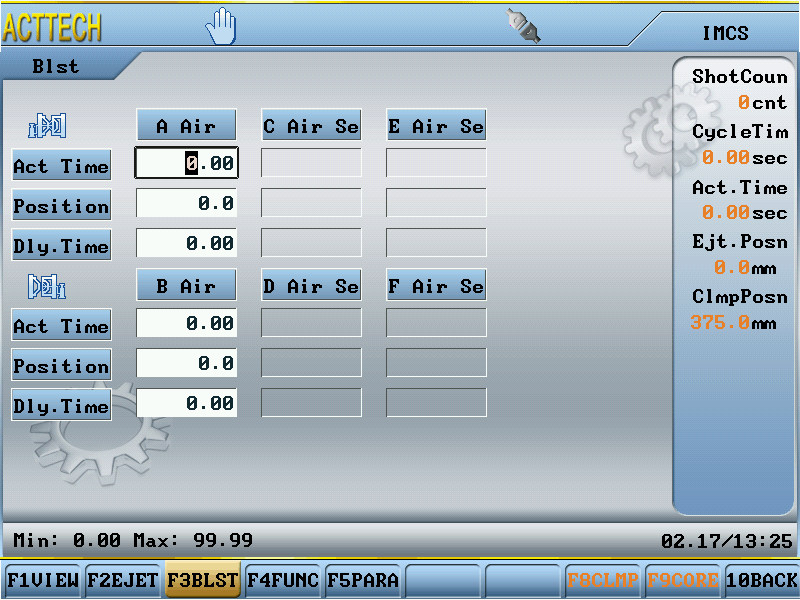 ACTTECH
IMCS
Blst
A Air C Air Se E Air Se
Act Time 0.00
Position 0.0
Dly.Time 0.00
B Air D Air Se F Air Se
Act Time 0.00
Position 0.0
Dly.Time 0.00
ShotCoun
0cnt
CycleTim
0.00sec
Act.Time
0.00sec
Ejt.Posn
0.0mm
ClmpPosn
375.0mm
Min: 0.00 Max: 99.99 02.17/13:25
F1VIEW F2EJET F3BLST F4FUNC F5PARA F8CLMP F9CORE 10BACK